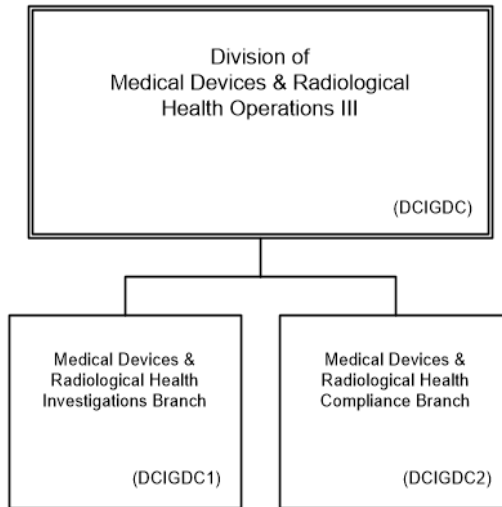 Division of
Medical Devices & Radiological
Health Operations III
(DCIGDC)
Medical Devices &
Radiological Health
Investigations Branch
(DCIGDC1)
Medical Devices &
Radiological Health
Compliance Branch
(DCIGDC2)